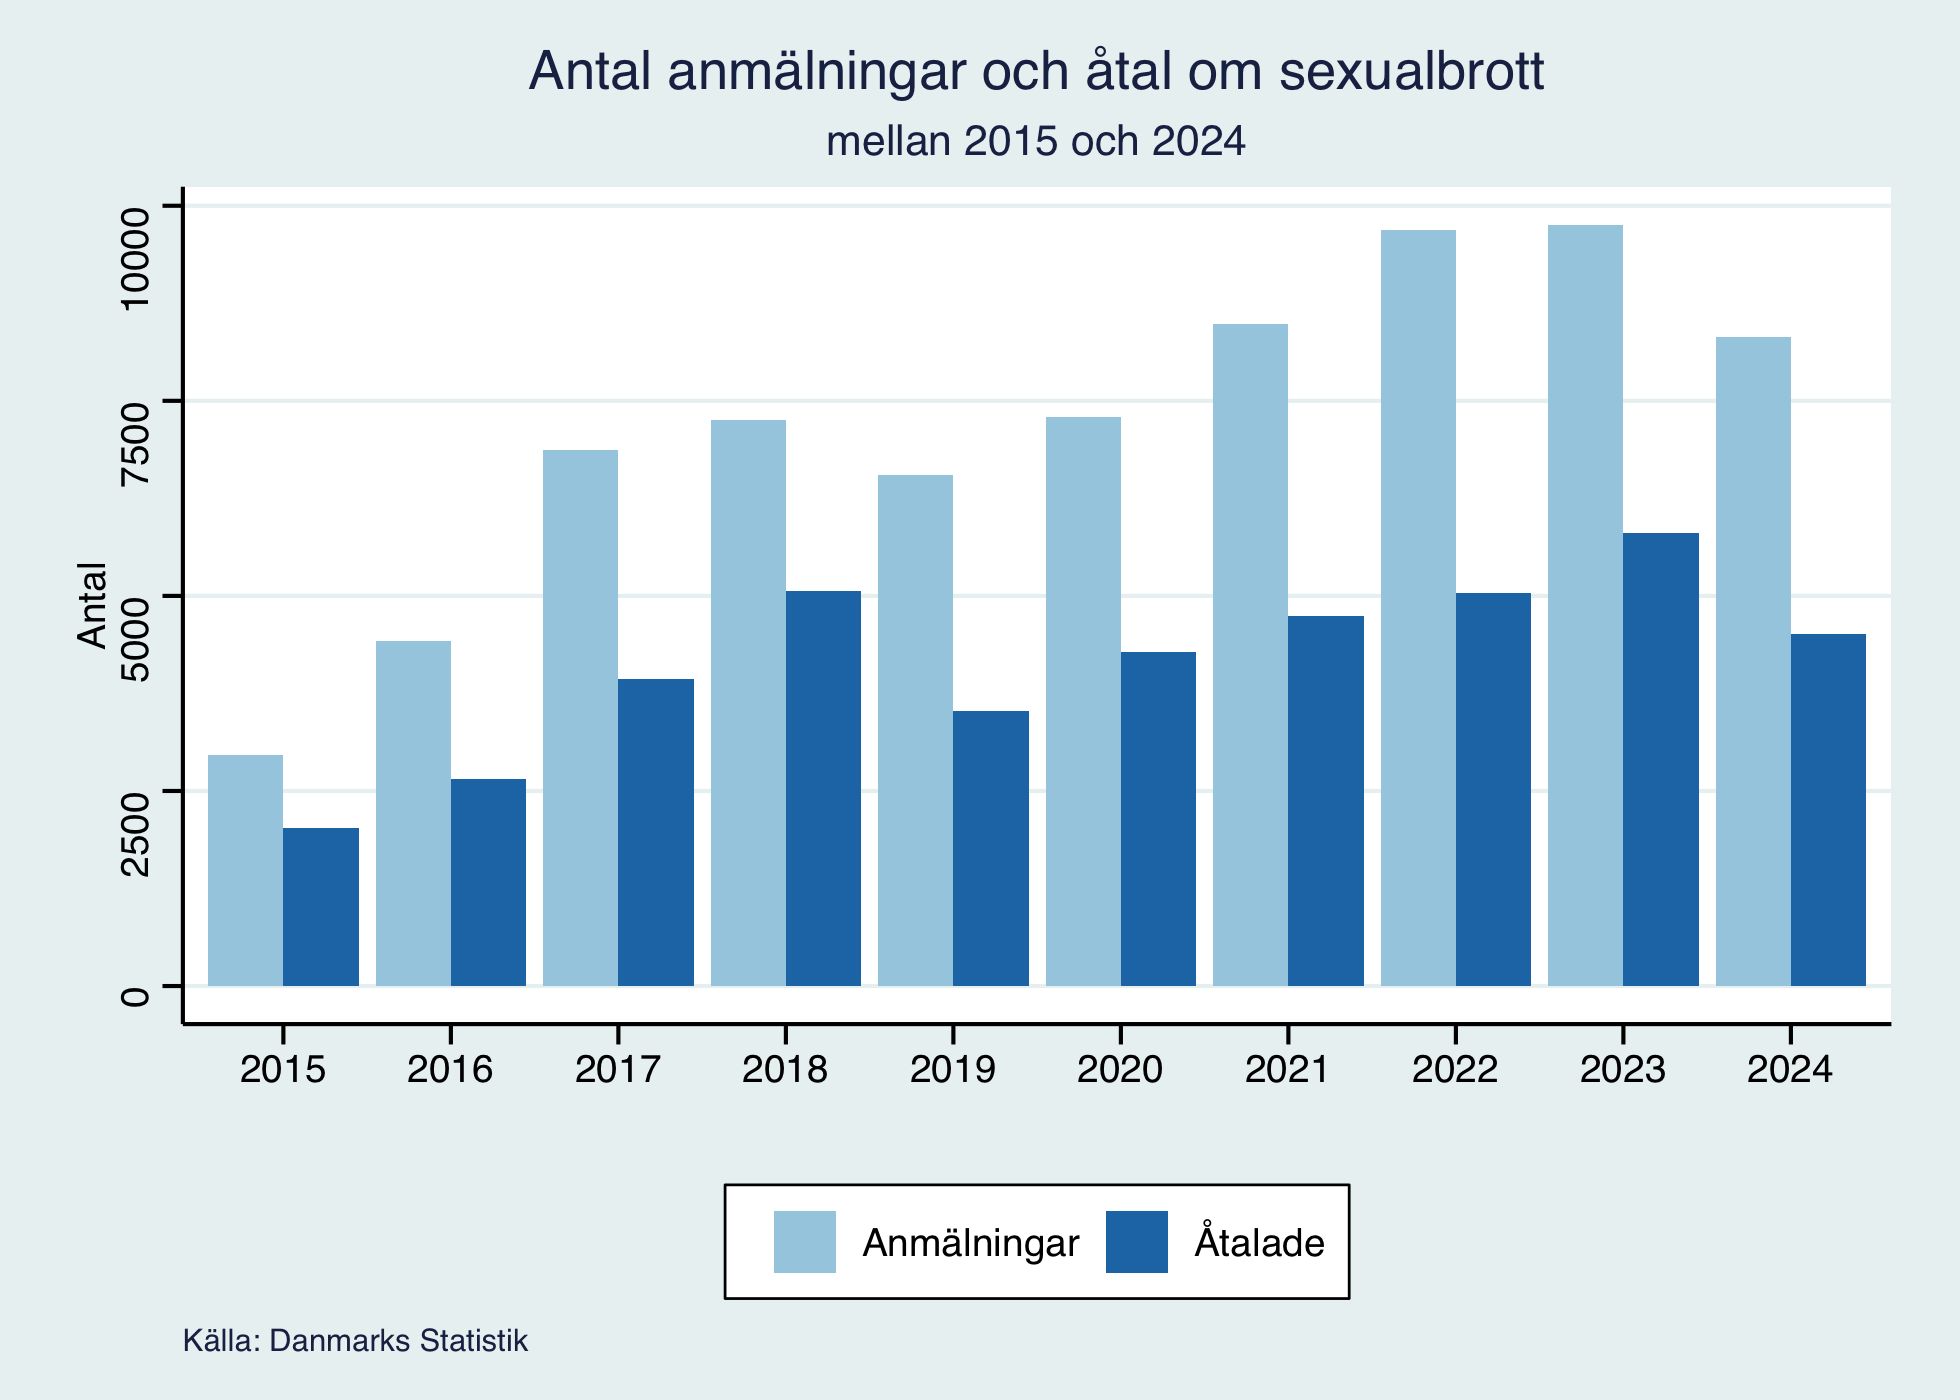 Antal anmälningar och åtal om sexualbrott
mellan 2015 och 2024
Antal
10000
7500
5000
2500
0
2015 2016 2017 2018 2019 2020 2021 2022 2023 2024
Anmälningar Åtalade
Källa: Danmarks Statistik